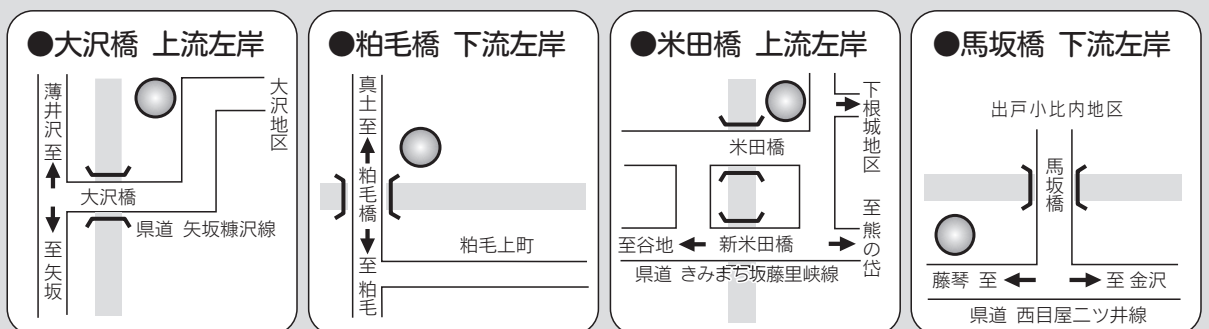 ●大沢橋 上流左岸
薄井沢 至
大沢地区
大沢橋
県道 矢坂糠沢線
至 矢坂
●粕毛橋 下流左岸
真土 至
粕毛橋
粕毛上町
至 粕毛
●米田橋 上流左岸
下根城地区
米田橋
至 熊の岱
至谷地
新米田橋
県道 きみまち坂藤里峡線
●馬坂橋 下流左岸
出戸小比内地区
馬坂橋
藤琴 至
至 金沢
県道 西目屋二ツ井線